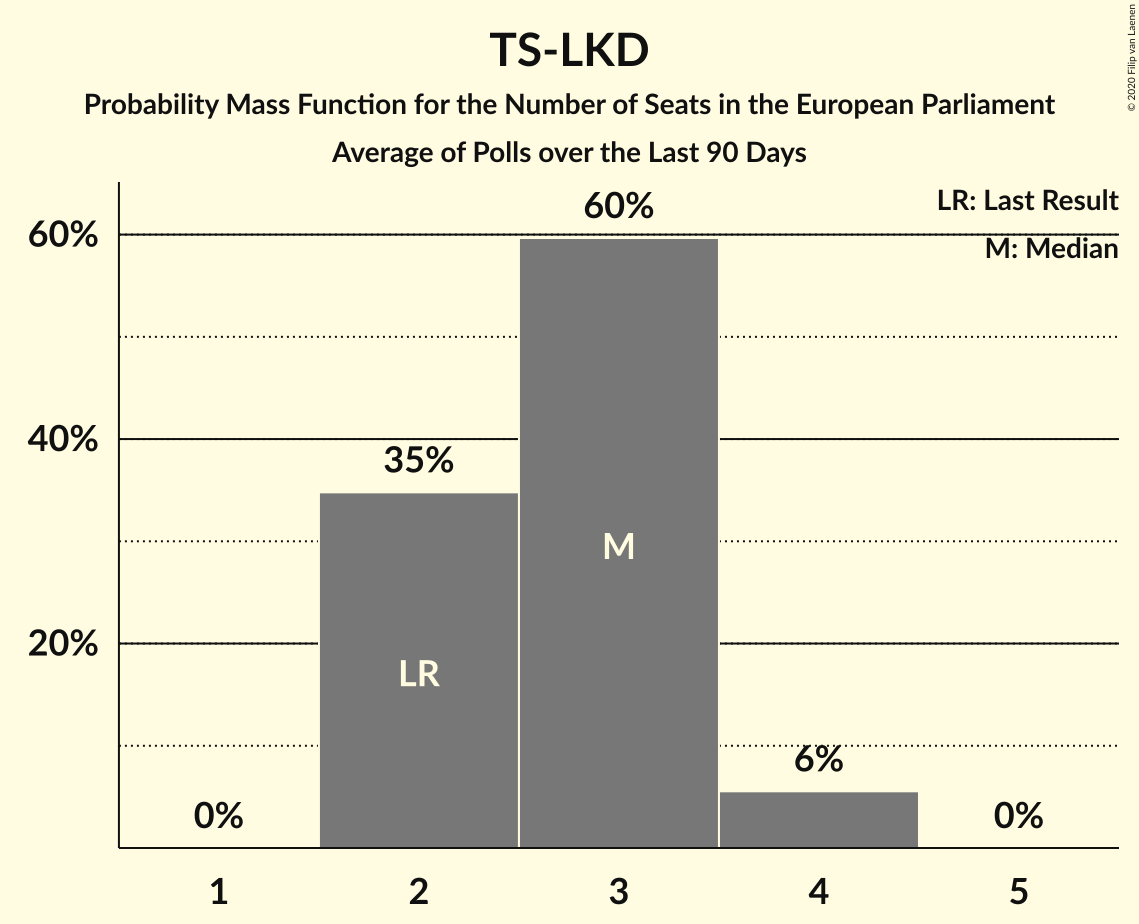 TS-LKD
Probability Mass Function for the Number of Seats in the European Parliament
Average of Polls over the Last 90 Days
© 2020 Filip van Laenen
LR: Last Result
M: Median
60%
40%
20%
0%
35%
60%
6%
0%
LR
M
1
2
3
4
5